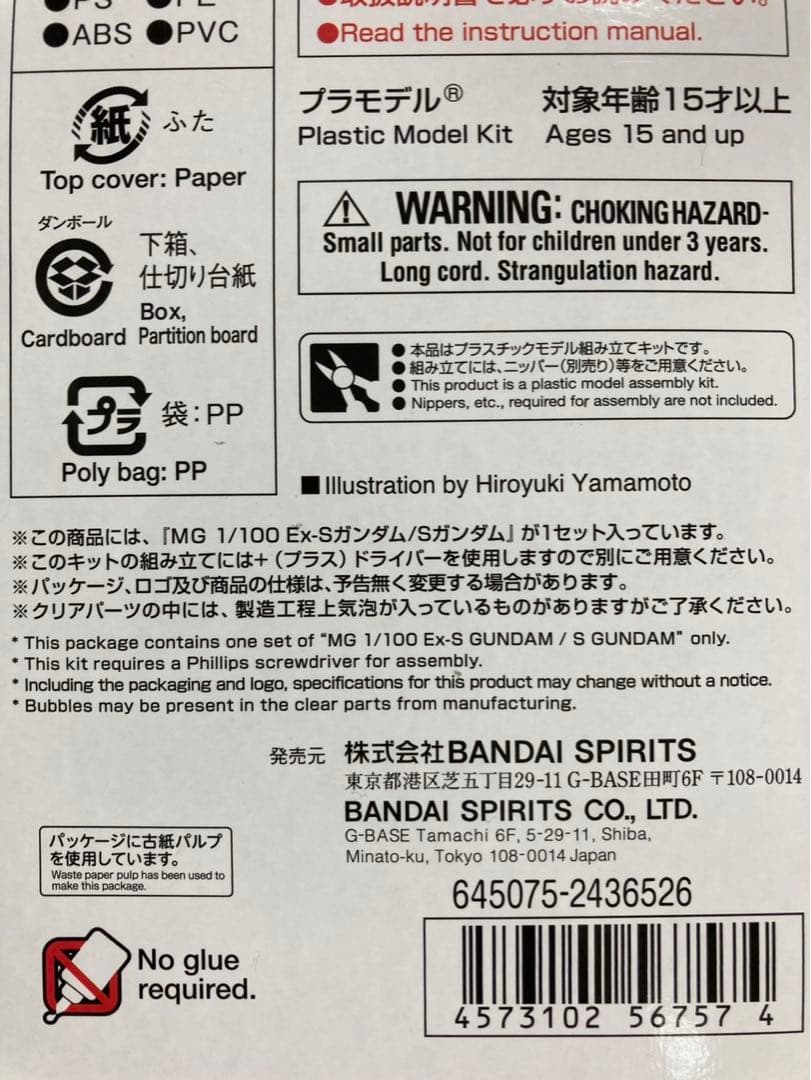 ●PS ●PE
●ABS ●PVC
紙 ふた
Top cover: Paper
ダンボール
下箱、
仕切り台紙
Box,
Cardboard Partition board
プラ 袋：PP
Poly bag: PP
●取扱説明書を必ずお読みください。
●Read the instruction manual.
プラモデル® 対象年齢15才以上
Plastic Model Kit Ages 15 and up
WARNING: CHOKING HAZARD-
Small parts. Not for children under 3 years.
Long cord. Strangulation hazard.
● 本品はプラスチックモデル組み立てキットです。
● 組み立てには、ニッパー（別売り）等をご用意ください。
● This product is a plastic model assembly kit.
● Nippers, etc., required for assembly are not included.
■Illustration by Hiroyuki Yamamoto
※この商品には、『MG 1/100 Ex-Sガンダム/Sガンダム』が1セット入っています。
※このキットの組み立てには＋（プラス）ドライバーを使用しますので別にご用意ください。
※パッケージ、ロゴ及び商品の仕様は、予告無く変更する場合があります。
※クリアパーツの中には、製造工程上気泡が入っているものがありますがご了承ください。
* This package contains one set of "MG 1/100 Ex-S GUNDAM / S GUNDAM" only.
* This kit requires a Phillips screwdriver for assembly.
* Including the packaging and logo, specifications for this product may change without a notice.
* Bubbles may be present in the clear parts from manufacturing.
発売元 株式会社BANDAI SPIRITS
東京都港区芝五丁目29-11 G-BASE田町6F 〒108-0014
BANDAI SPIRITS CO., LTD.
G-BASE Tamachi 6F, 5-29-11, Shiba,
Minato-ku, Tokyo 108-0014 Japan
パッケージに古紙パルプ
を使用しています。
Waste paper pulp has been used to
make this package.
645075-2436526
No glue
required.
4573102 56757 4